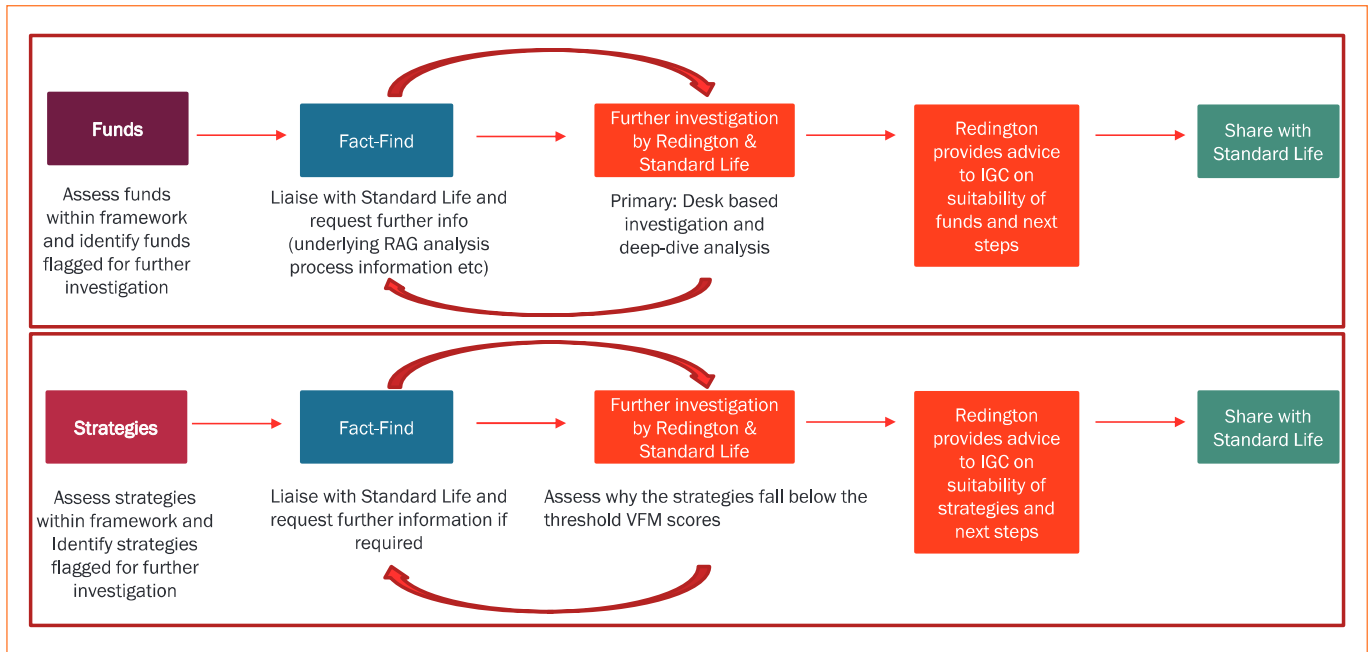 Funds
Assess funds
within framework
and identify funds
flagged for further
investigation
Fact-Find
Liaise with Standard Life and
request further info
(underlying RAG analysis
process information etc)
Further investigation
by Redington &
Standard Life
Primary: Desk based
investigation and
deep-dive analysis
Redington
provides advice
to IGC on
suitability of
funds and next
steps
Share with
Standard Life
Strategies
Assess strategies
within framework and
Identify strategies
flagged for further
investigation
Fact-Find
Liaise with Standard Life and
request further information if
required
Further investigation
by Redington &
Standard Life
Assess why the strategies fall below the
threshold VFM scores
Redington
provides advice
to IGC on
suitability of
strategies and
next steps
Share with
Standard Life